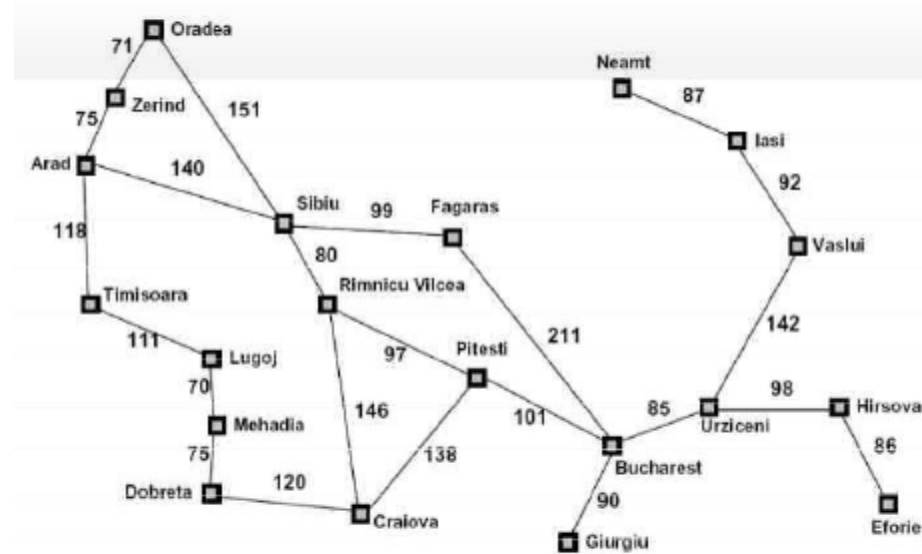 Oradea
71
Neamt
87
Zerind
151
75
Iasi
Arad
140
92
Sibiu
99
Fagaras
118
80
Vaslui
Rimnicu Vilcea
Timisoara
142
111
211
Lugoj
97
Pitesti
70
98
Hirsova
146
101
85
Mehadia
Urziceni
75
138
86
Bucharest
Dobreta
120
90
Craiova
Eforie
Giurgiu